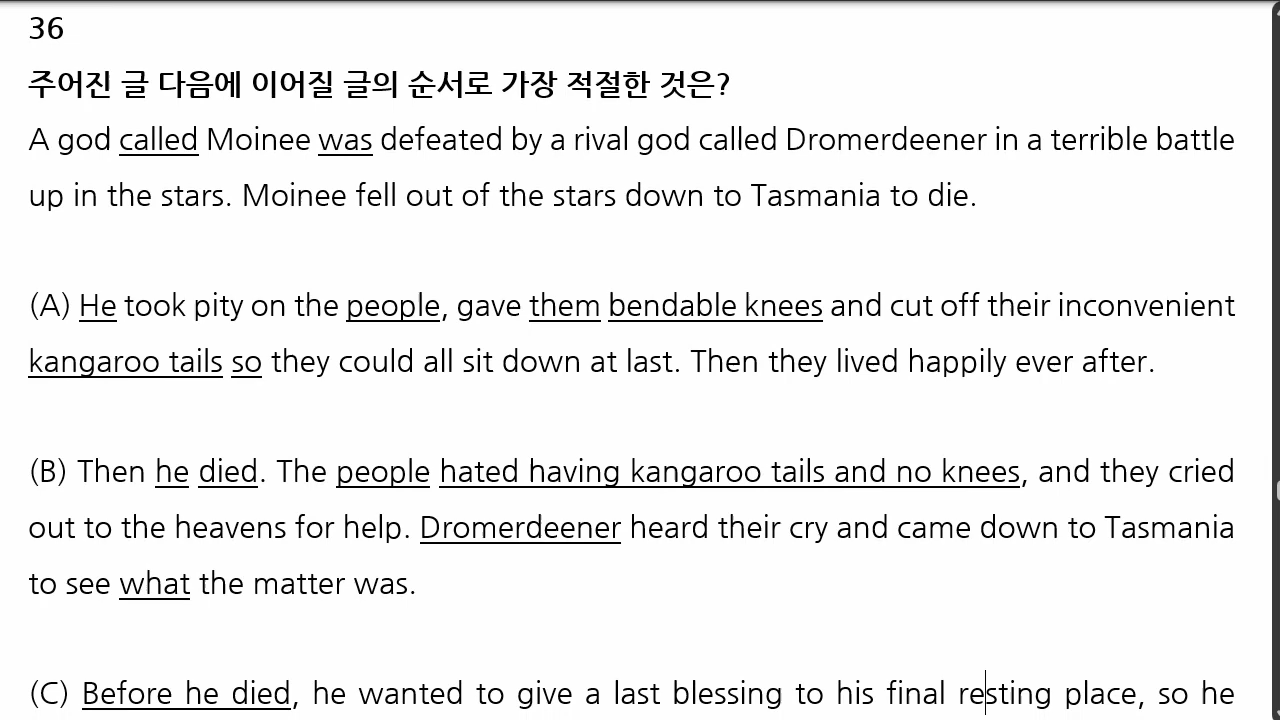 36
주어진 글 다음에 이어질 글의 순서로 가장 적절한 것은?
A god called Moinee was defeated by a rival god called Dromerdeener in a terrible battle
up in the stars. Moinee fell out of the stars down to Tasmania to die.
(A) He took pity on the people, gave them bendable knees and cut off their inconvenient
kangaroo tails so they could all sit down at last. Then they lived happily ever after.
(B) Then he died. The people hated having kangaroo tails and no knees, and they cried
out to the heavens for help. Dromerdeener heard their cry and came down to Tasmania
to see what the matter was.
(C) Before he died, he wanted to give a last blessing to his final resting place, so he